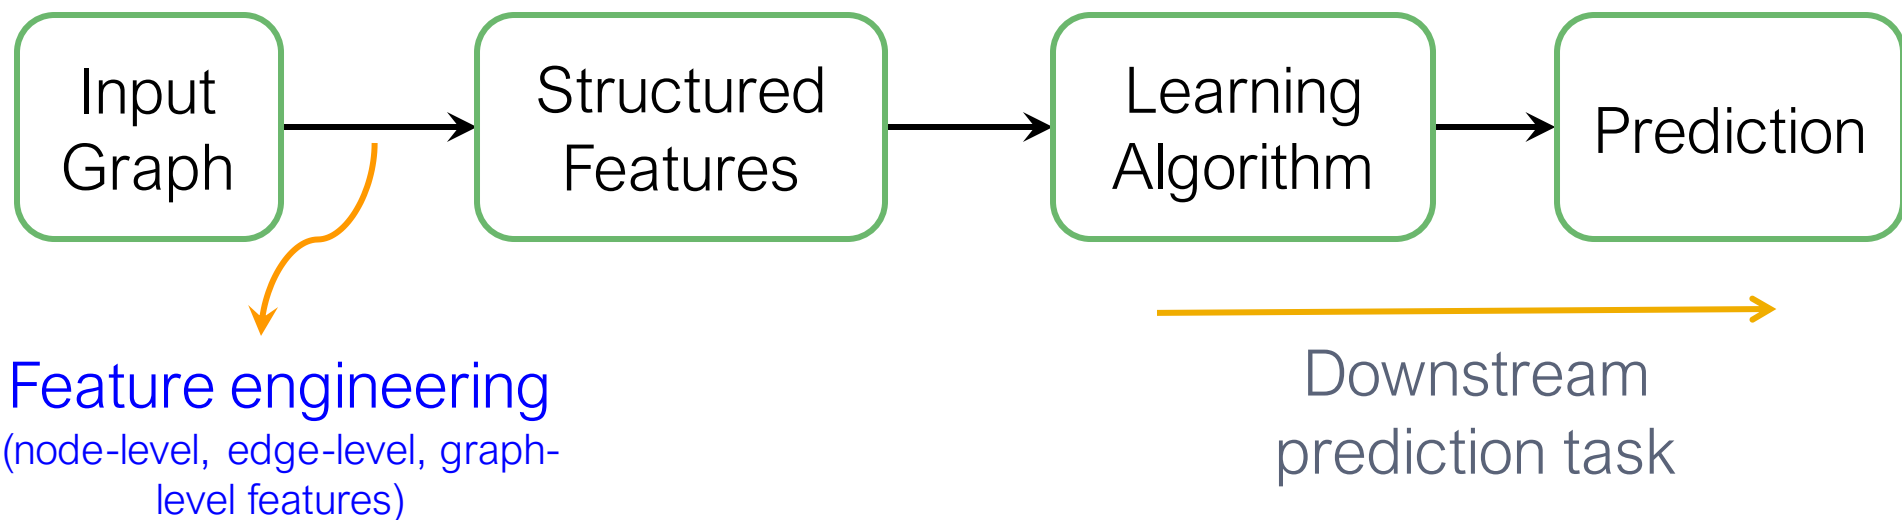 Input
Graph
Structured
Features
Learning
Algorithm
Prediction
Feature engineering
(node-level, edge-level, graph-
level features)
Downstream
prediction task